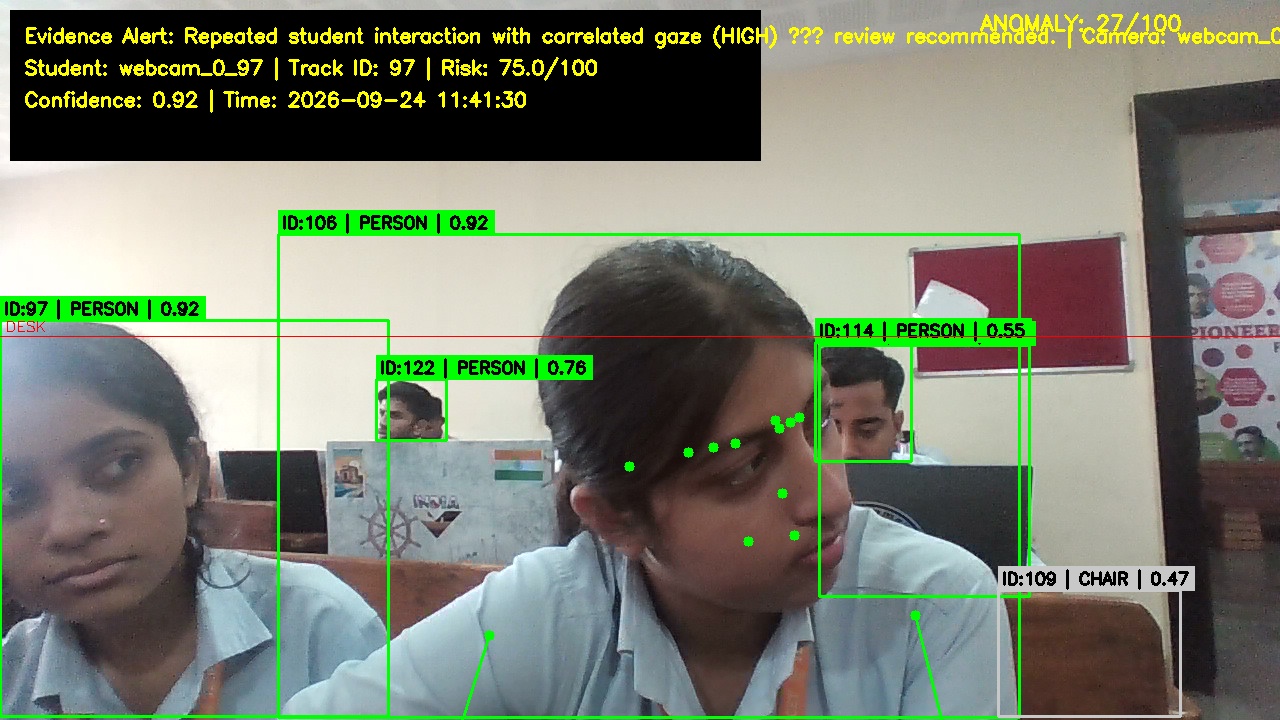 ANOMALY: 27/100
Evidence Alert: Repeated student interaction with correlated gaze (HIGH) ??? review recommended. | Camera: webcam_0
Student: webcam_0_97 | Track ID: 97 | Risk: 75.0/100
Confidence: 0.92 | Time: 2026-09-24 11:41:30
ID:106 | PERSON | 0.92
ID:97 | PERSON | 0.92
DESK
ID:114 | PERSON | 0.55
ID:122 | PERSON | 0.76
PIONEER
INDIA
ID:109 | CHAIR | 0.47